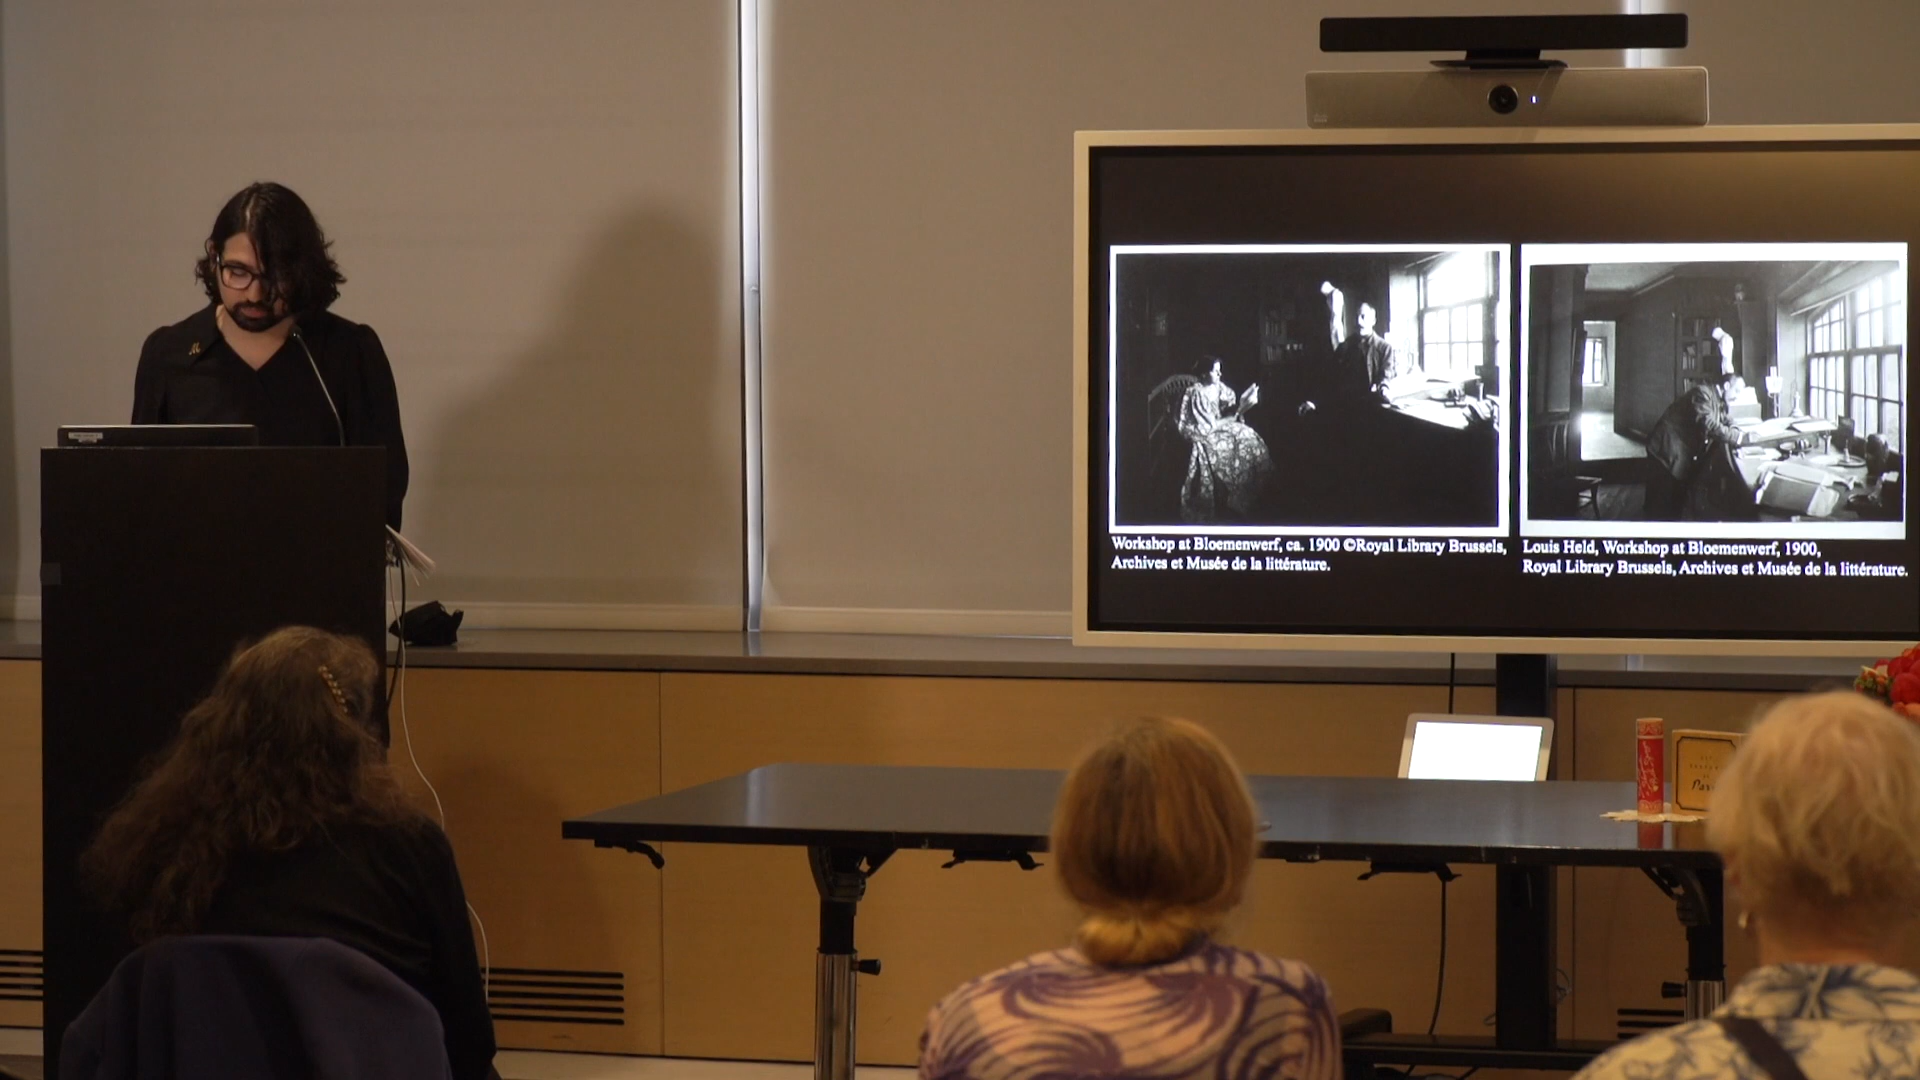 Workshop at Bloemenwerf, ca. 1900 ©Royal Library Brussels,
Archives et Musée de la littérature.
Louis Held, Workshop at Bloemenwerf, 1900,
Royal Library Brussels, Archives et Musée de la littérature.